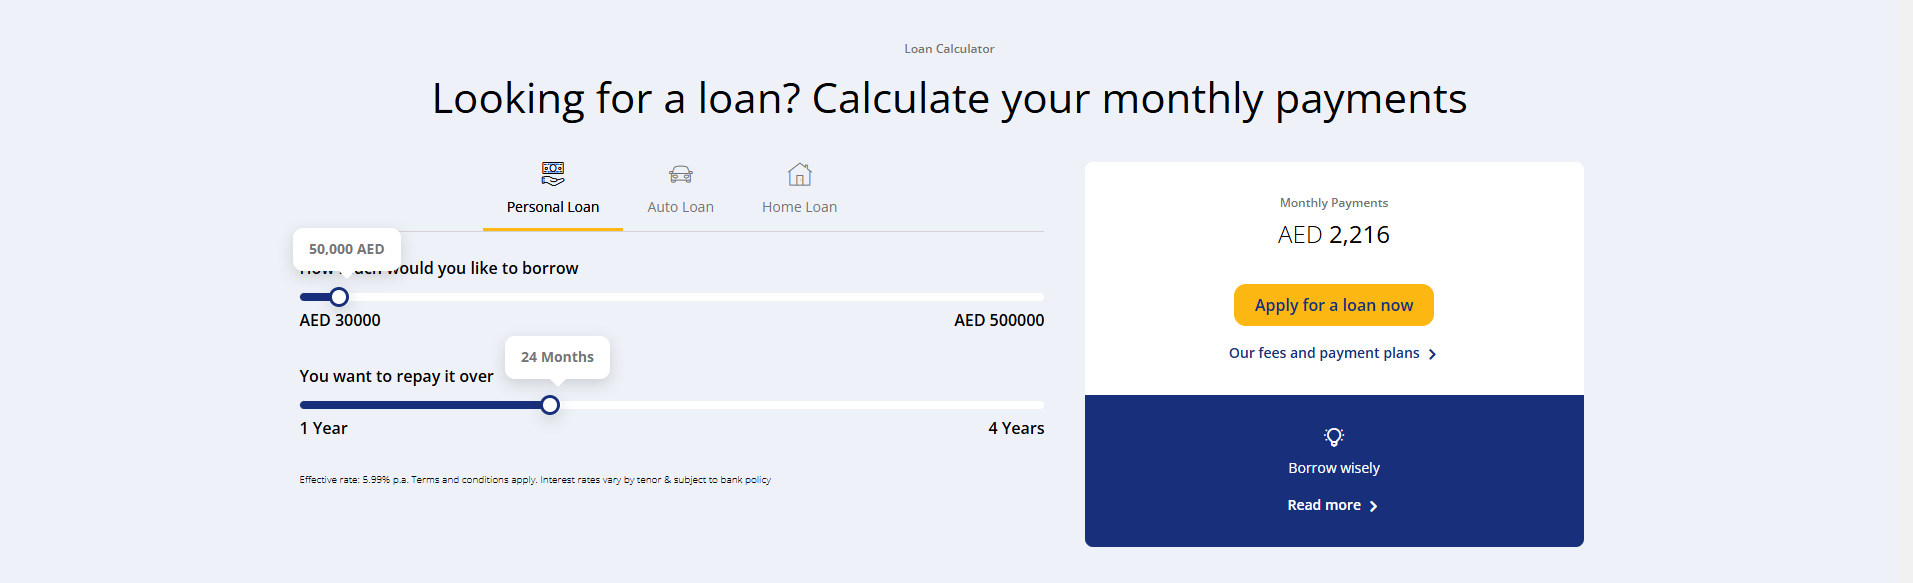 Loan Calculator
Looking for a loan? Calculate your monthly payments
Personal Loan
Auto Loan
Home Loan
50,000 AED
would you like to borrow
AED 30000
AED 500000
24 Months
You want to repay it over
1 Year
4 Years
Effective rate: 5.99% p.a. Terms and conditions apply. Interest rates vary by tenor & subject to bank policy
Monthly Payments
AED 2,216
Apply for a loan now
Our fees and payment plans
Borrow wisely
Read more